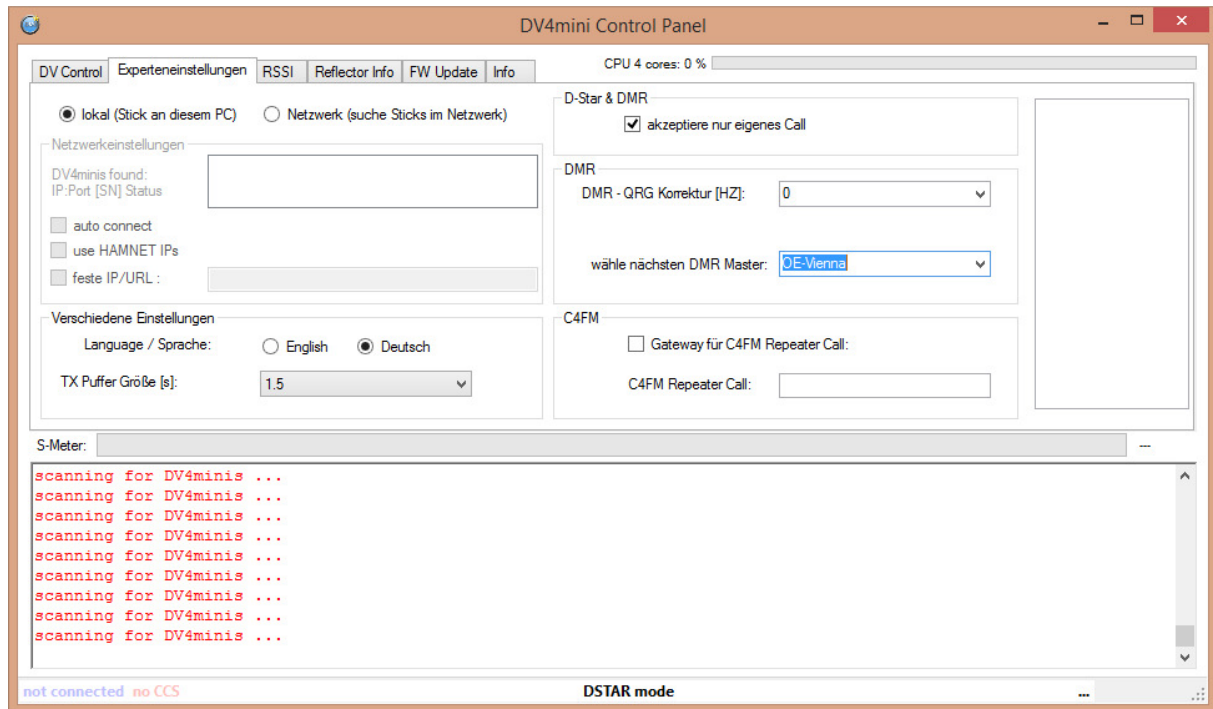 DV4mini Control Panel
DV Control Experteneinstellungen RSSI Reflector Info FW Update Info
CPU 4 cores: 0 %
lokal (Stick an diesem PC) Netzwerk (suche Sticks im Netzwerk)
Netzwerkeinstellungen
DV4minis found:
IP:Port [SN] Status
auto connect
use HAMNET IPs
feste IP/URL :
Verschiedene Einstellungen
Language / Sprache: English Deutsch
TX Puffer Größe [s]: 1.5
D-Star & DMR
akzeptiere nur eigenes Call
DMR
DMR - QRG Korrektur [HZ]: 0
wähle nächsten DMR Master: OE-Vienna
C4FM
Gateway für C4FM Repeater Call:
C4FM Repeater Call:
S-Meter: ---
scanning for DV4minis ...
scanning for DV4minis ...
scanning for DV4minis ...
scanning for DV4minis ...
scanning for DV4minis ...
scanning for DV4minis ...
scanning for DV4minis ...
scanning for DV4minis ...
scanning for DV4minis ...
not connected no CCS DSTAR mode ...